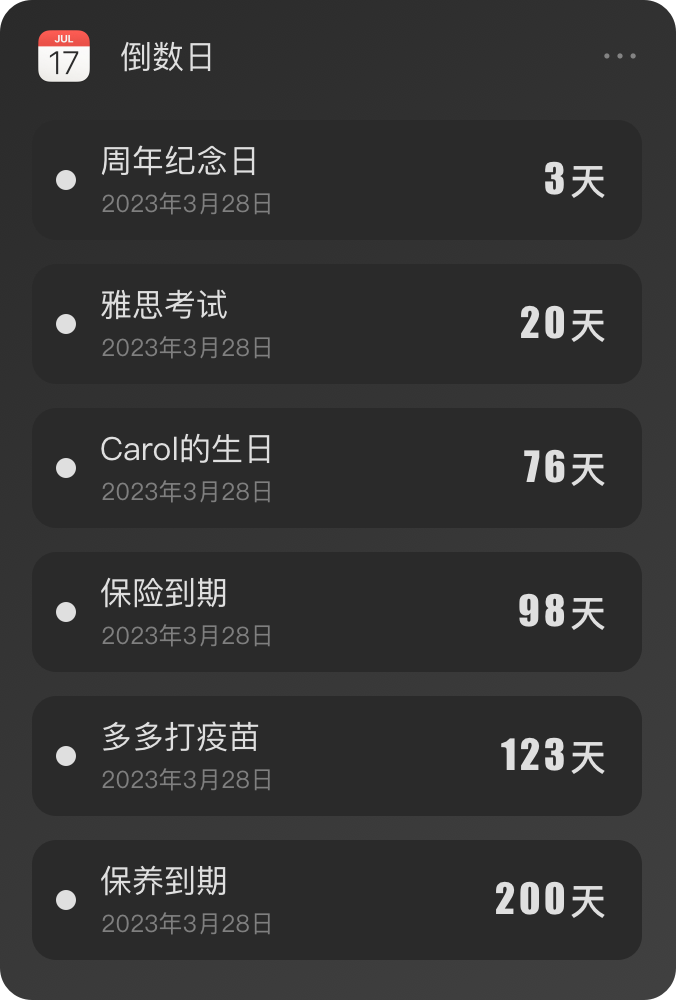 JUL
17
倒数日
周年纪念日
2023年3月28日
3天
雅思考试
2023年3月28日
20天
Carol的生日
2023年3月28日
76天
保险到期
2023年3月28日
98天
多多打疫苗
2023年3月28日
123天
保养到期
2023年3月28日
200天